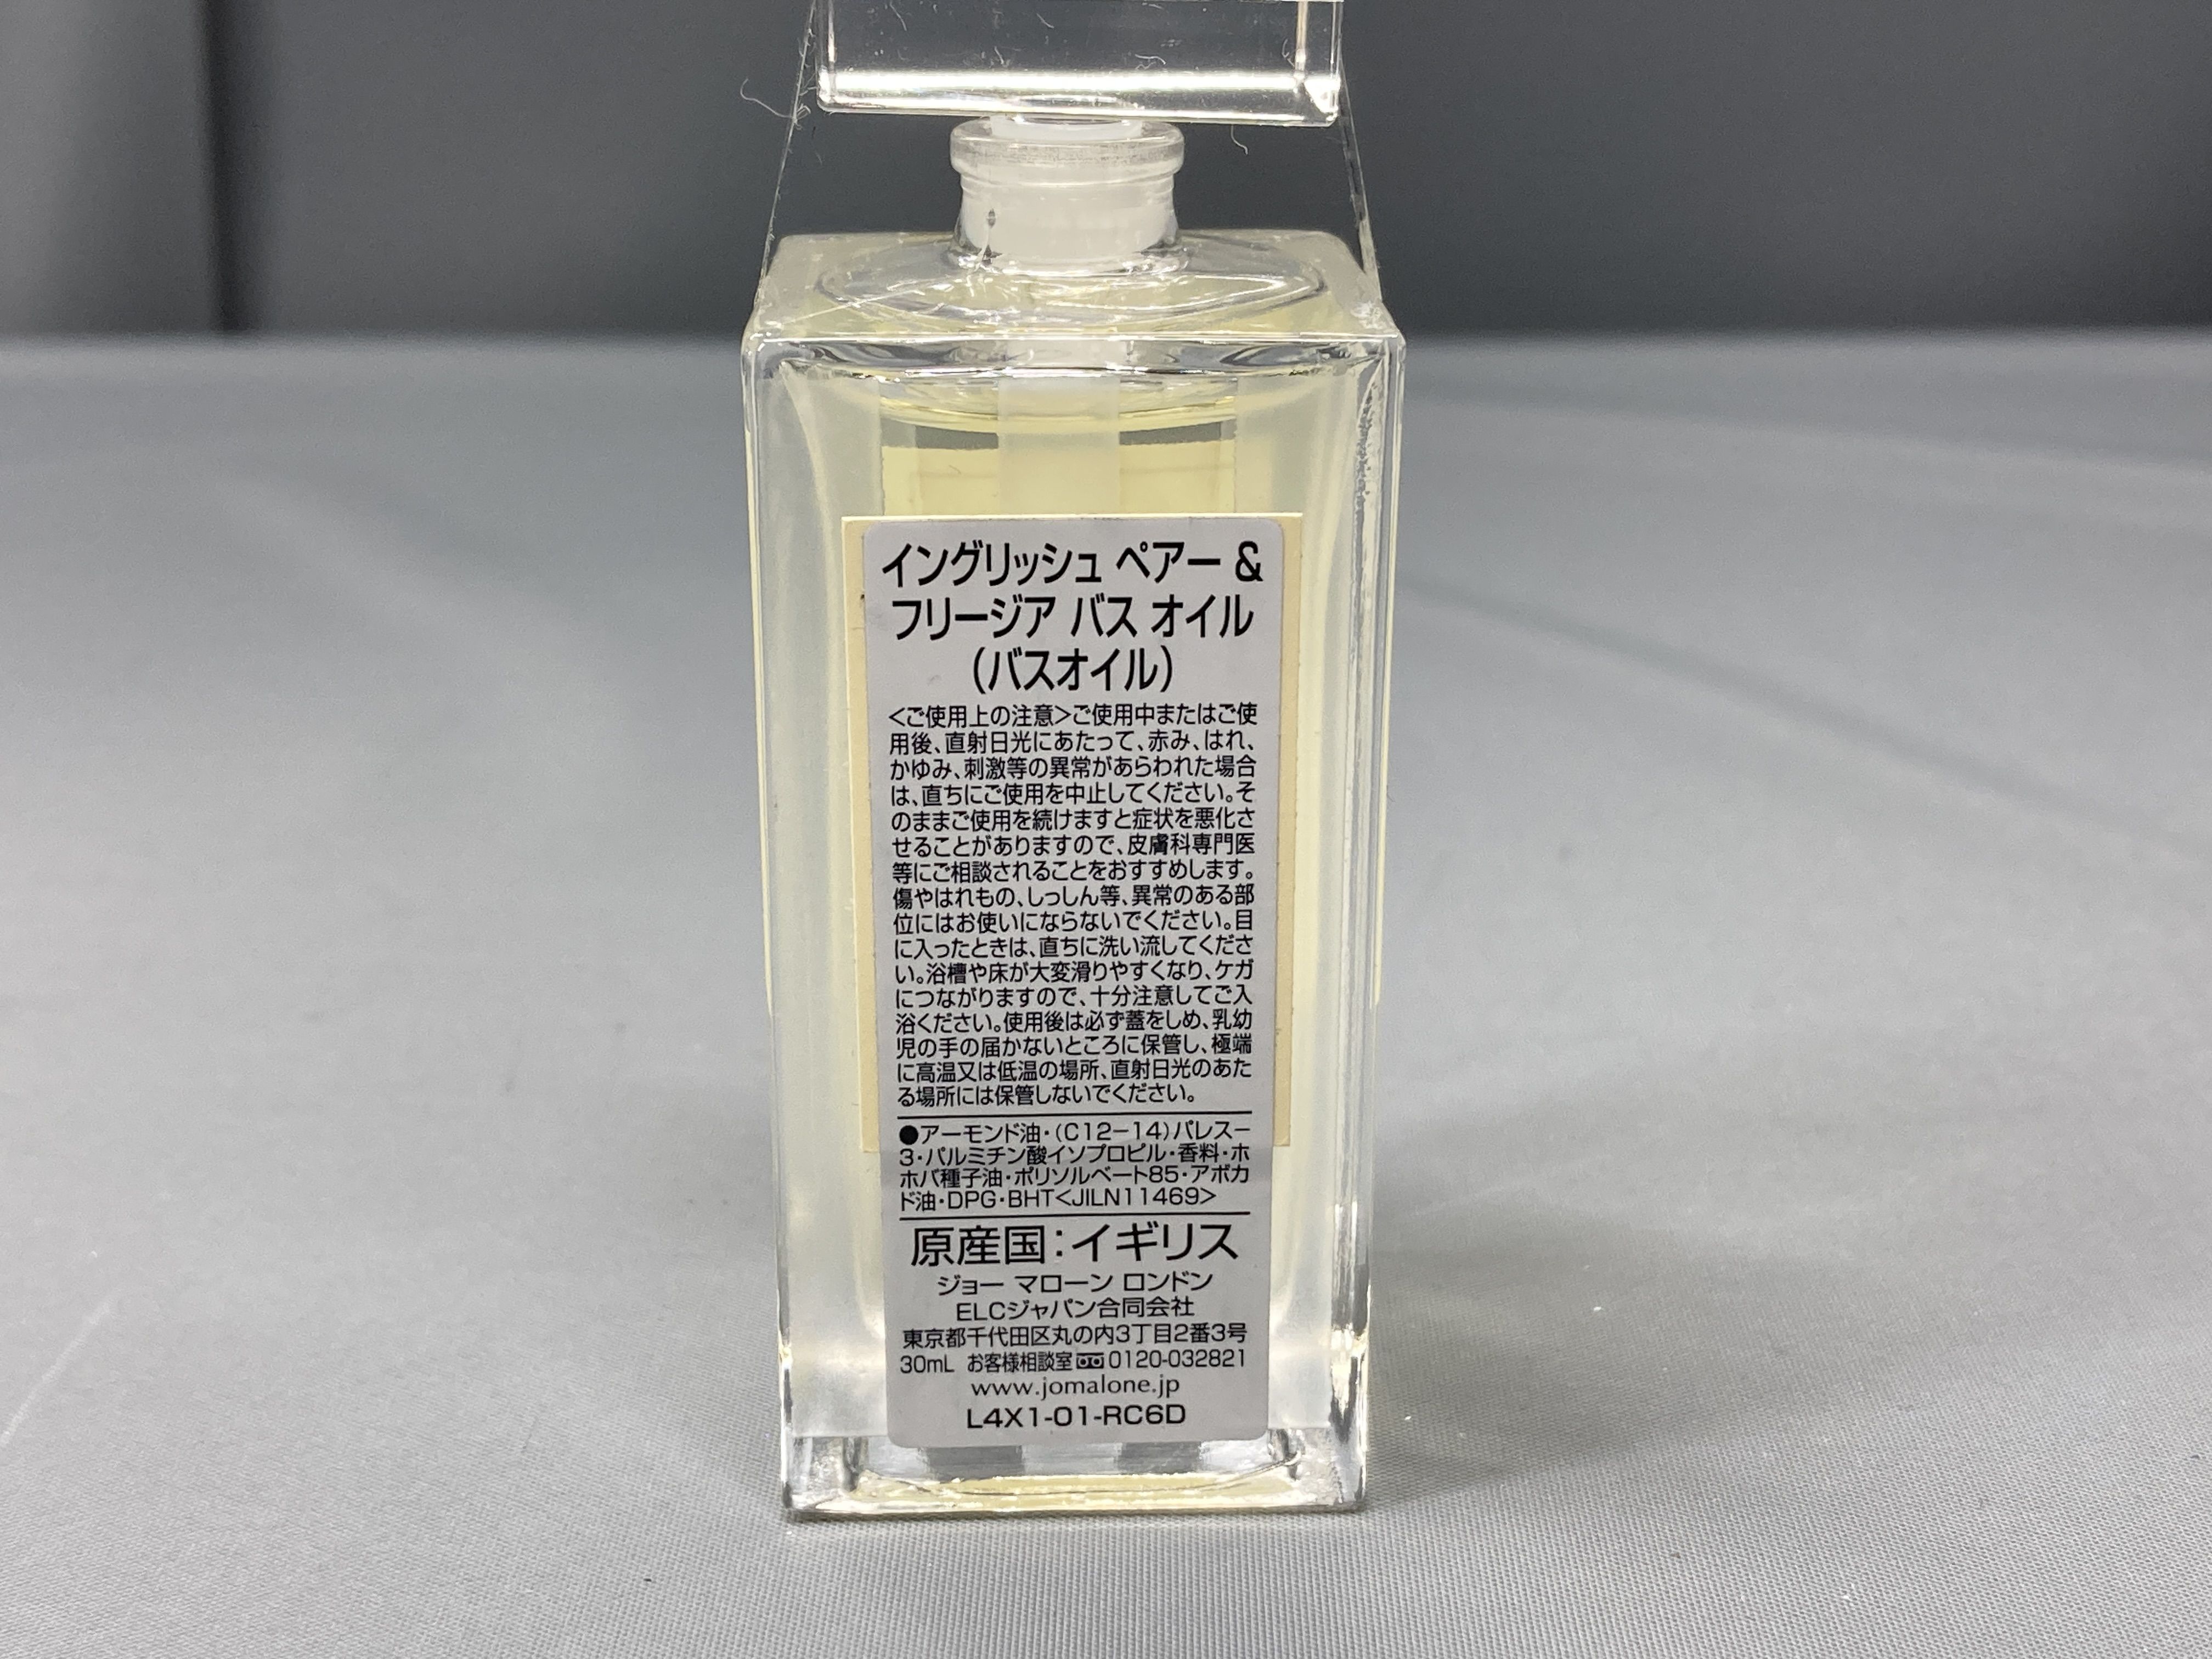 イングリッシュ ペアー &
フリージア バス オイル
(バスオイル)
<ご使用上の注意>ご使用中またはご使
用後、直射日光にあたって、赤み、はれ、
かゆみ、刺激等の異常があらわれた場合
は、直ちにご使用を中止してください。そ
のままご使用を続けますと症状を悪化さ
せることがありますので、皮膚科専門医
等にご相談されることをおすすめします。
傷やはれもの、しっしん等、異常のある部
位にはお使いにならないでください。目
に入ったときは、直ちに洗い流してくださ
い。浴槽や床が大変滑りやすくなり、ケガ
につながりますので、十分注意してご入
浴ください。使用後は必ず蓋をしめ、乳幼
児の手の届かないところに保管し、極端
に高温又は低温の場所、直射日光のあた
る場所には保管しないでください。
●アーモンド油・(C12-14)パレス-
3・パルミチン酸イソプロピル・香料・ホ
ホバ種子油・ポリソルベート85・アボカ
ド油・DPG・BHT<JILN11469>
原産国:イギリス
ジョー マローン ロンドン
ELCジャパン合同会社
東京都千代田区丸の内3丁目2番3号
30mL お客様相談室 0120-032821
www.jomalone.jp
L4X1-01-RC6D